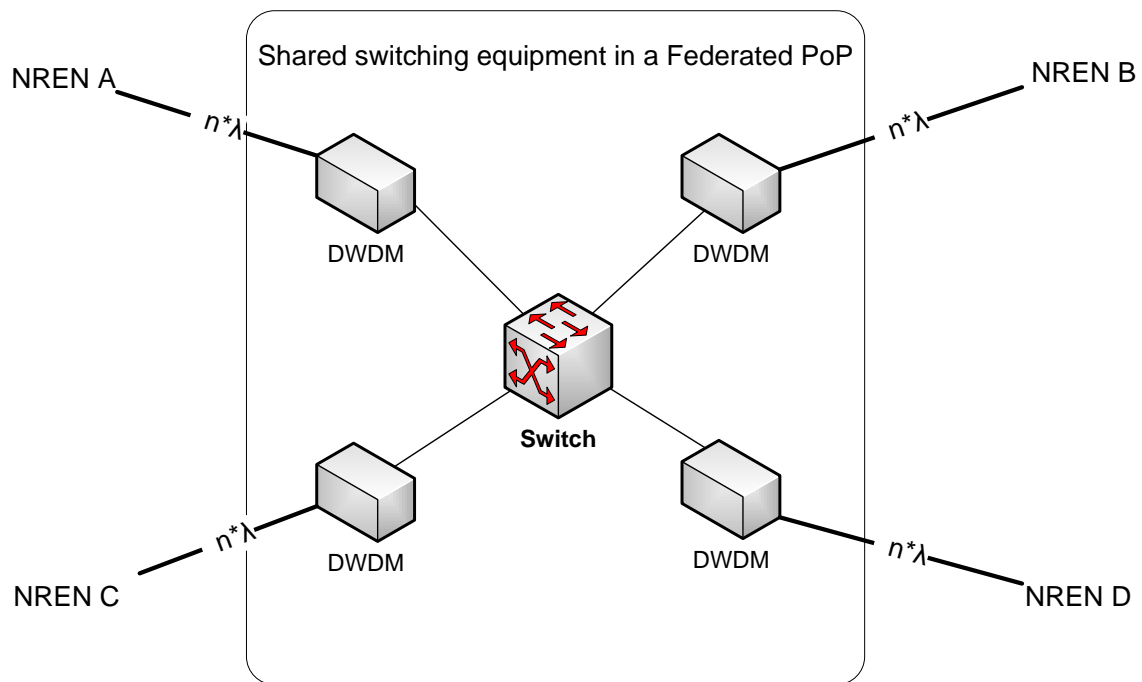 Shared switching equipment in a Federated PoP
NREN A
NREN B
n*λ
n*λ
DWDM
DWDM
Switch
n*λ
n*λ
DWDM
DWDM
NREN C
NREN D